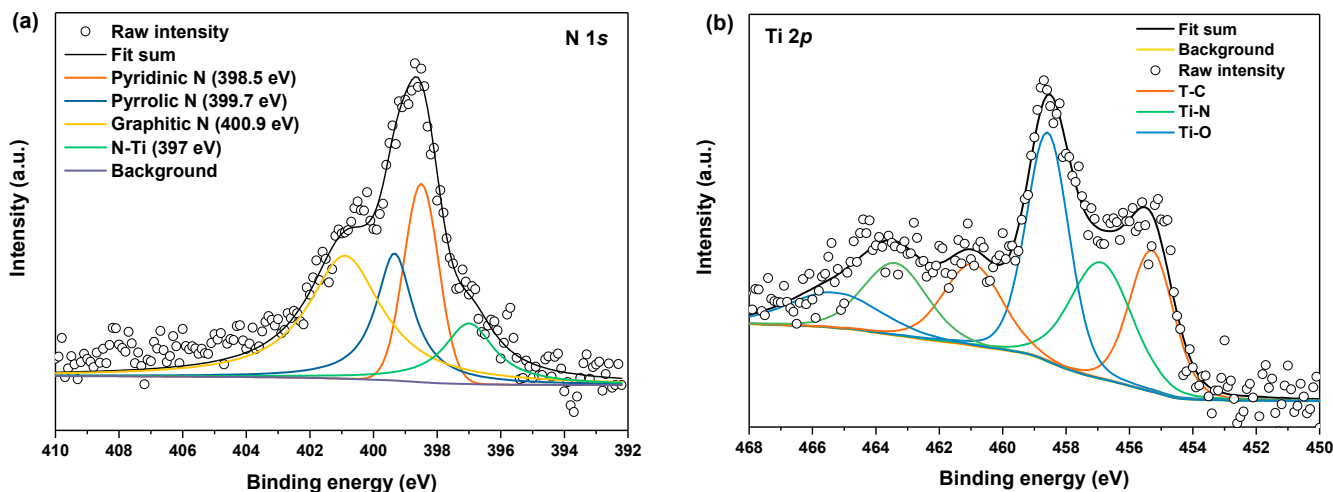 (a)
Raw intensity
Fit sum
Pyridinic N (398.5 eV)
Pyrrolic N (399.7 eV)
Graphitic N (400.9 eV)
N-Ti (397 eV)
Background
N 1s
Intensity (a.u.)
410 408 406 404 402 400 398 396 394 392
Binding energy (eV)
(b)
Ti 2p
Fit sum
Background
Raw intensity
T-C
Ti-N
Ti-O
Intensity (a.u.)
468 466 464 462 460 458 456 454 452 450
Binding energy (eV)